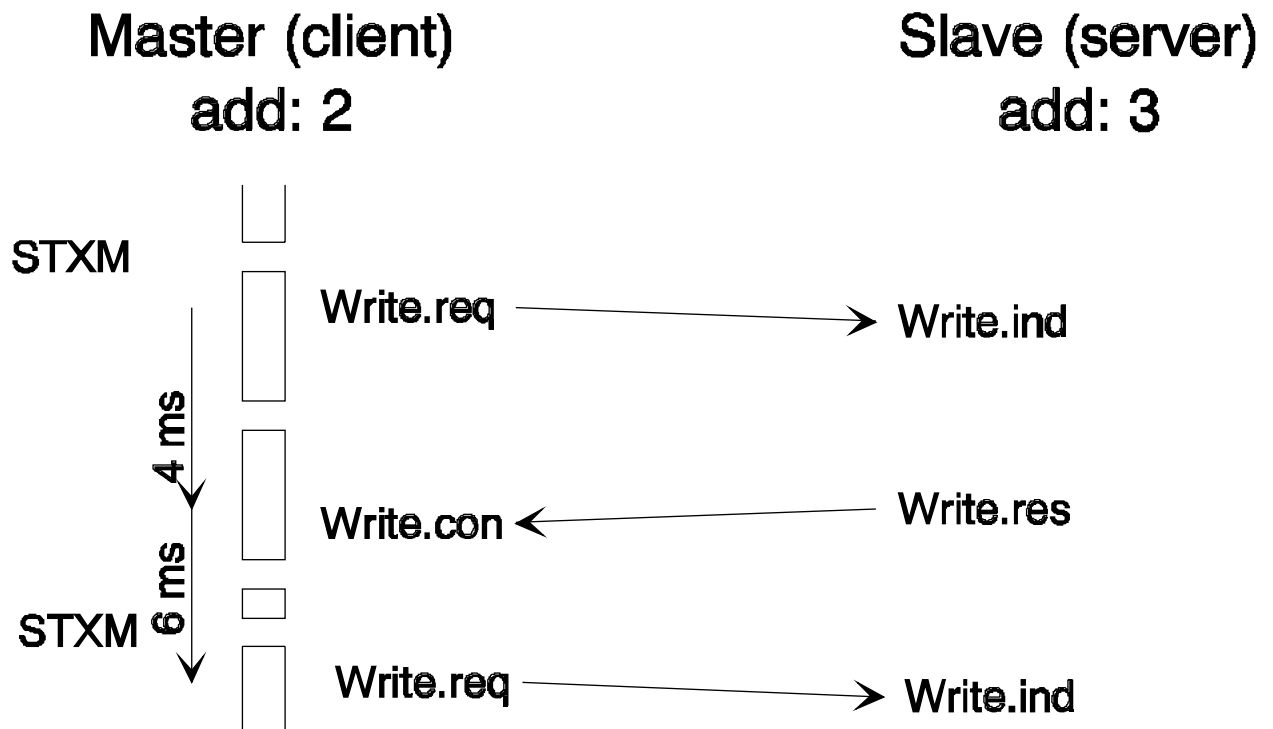 Master (client)
add: 2
Slave (server)
add: 3
STXM
Write.req
Write.ind
4 ms
Write.con
Write.res
6 ms
STXM
Write.req
Write.ind